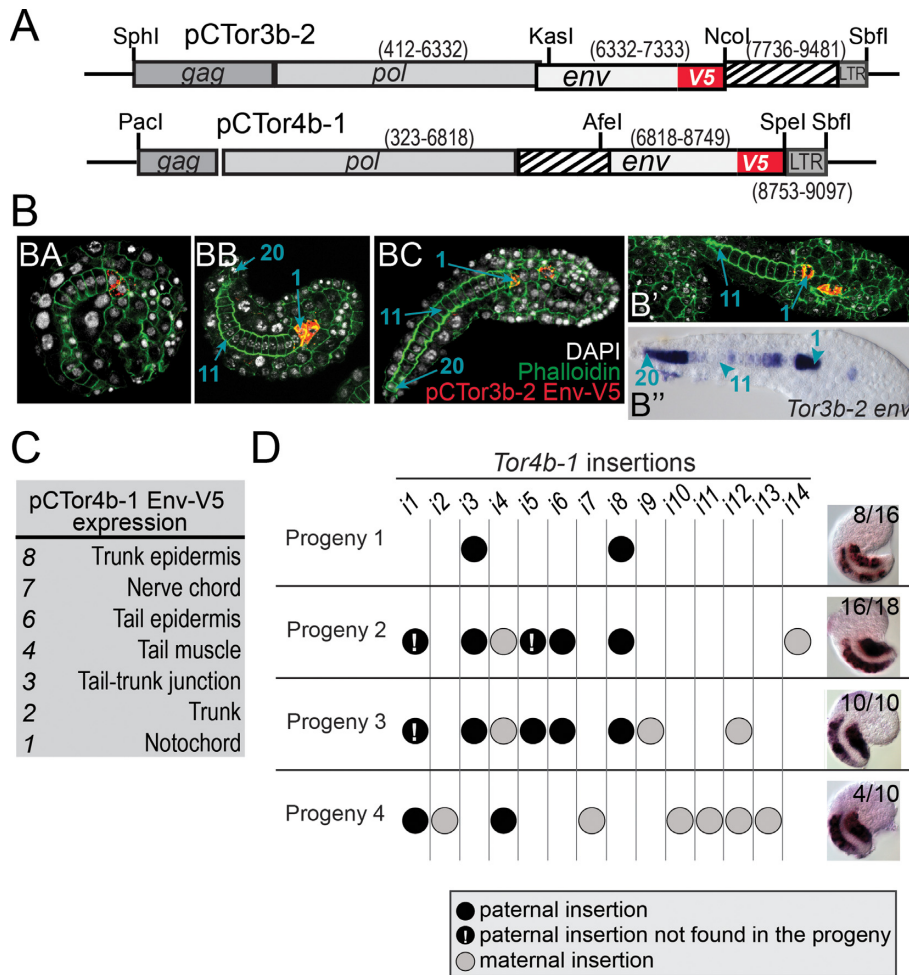 A
SphI pCTor3b-2 (412-6332) KasI (6332-7333) NcoI (7736-9481) SbfI
gag pol env V5 LTR
PacI pCTor4b-1 (323-6818) AfeI (6818-8749) SpeI SbfI
gag pol env V5 LTR
(8753-9097)
B
BA BB 20 1 11
BC 1 11 20
DAPI
Phalloidin
pCTor3b-2 Env-V5
11 1 B'
20 11 1 B'' Tor3b-2 env
C
pCTor4b-1 Env-V5
expression
8 Trunk epidermis
7 Nerve chord
6 Tail epidermis
4 Tail muscle
3 Tail-trunk junction
2 Trunk
1 Notochord
D
Tor4b-1 insertions
i1 i2 i3 i4 i5 i6 i7 i8 i9 i10 i11 i12 i13 i14
Progeny 1 8/16
Progeny 2 ! ! 16/18
Progeny 3 ! 10/10
Progeny 4 4/10
paternal insertion
! paternal insertion not found in the progeny
maternal insertion